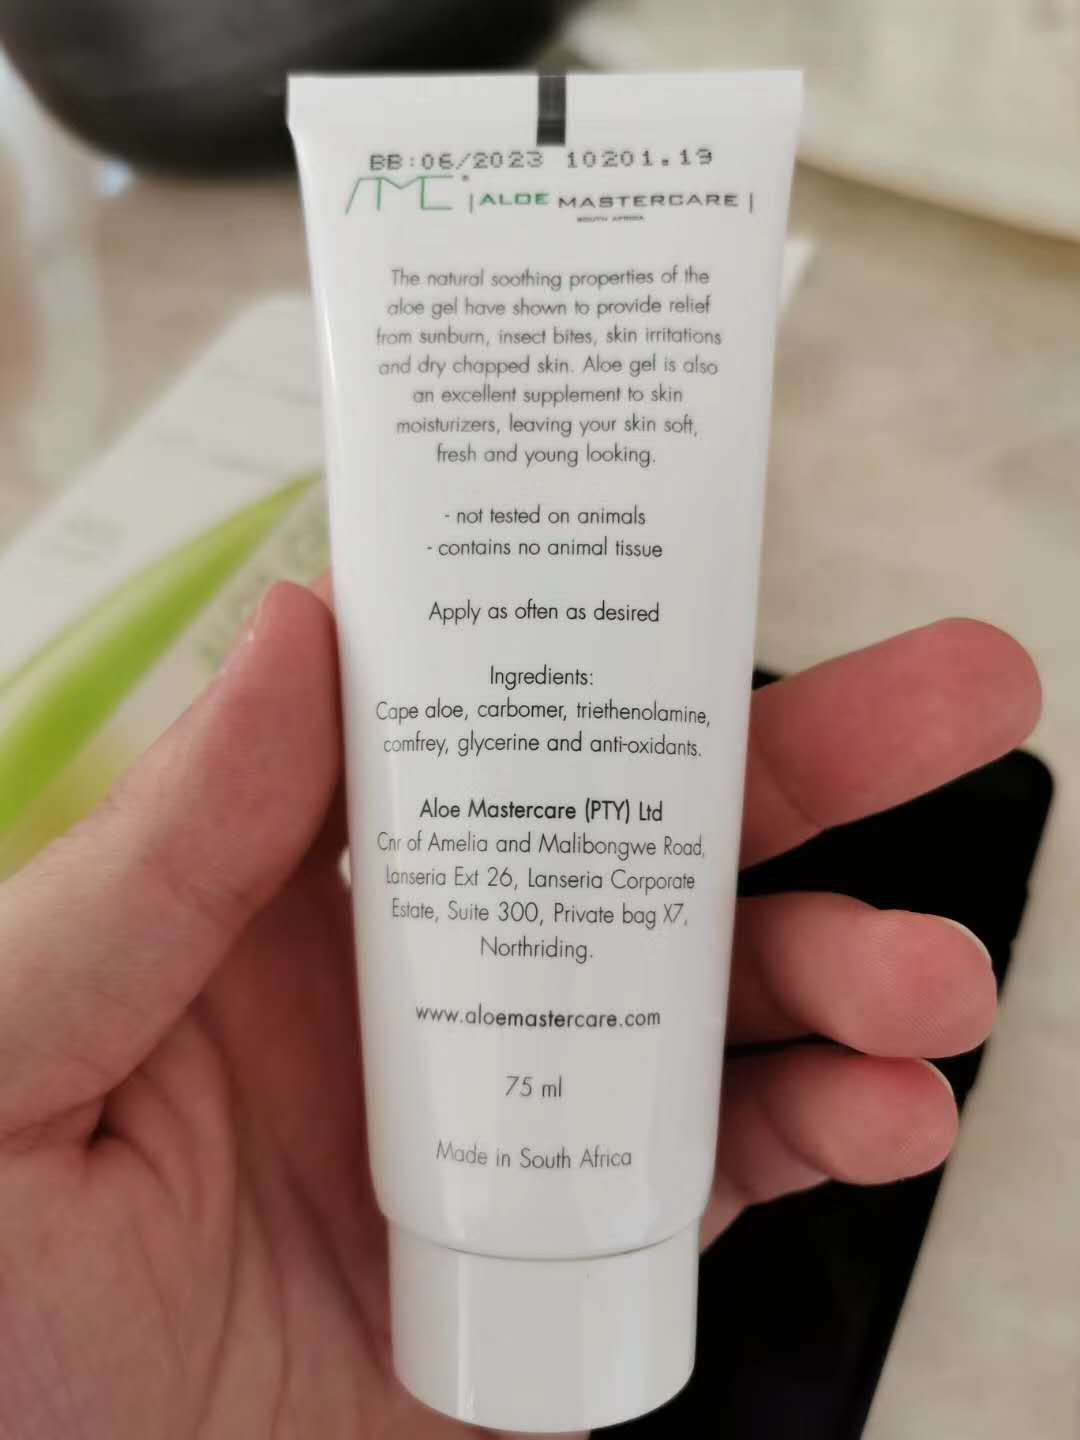 BB:06/2023 10201.19
AMC® | ALOE MASTERCARE |
SOUTH AFRICA
The natural soothing properties of the
aloe gel have shown to provide relief
from sunburn, insect bites, skin irritations
and dry chapped skin. Aloe gel is also
an excellent supplement to skin
moisturizers, leaving your skin soft,
fresh and young looking.
- not tested on animals
- contains no animal tissue
Apply as often as desired
Ingredients:
Cape aloe, carbomer, triethenolamine,
comfrey, glycerine and anti-oxidants.
Aloe Mastercare (PTY) Ltd
Cnr of Amelia and Malibongwe Road,
Lanseria Ext 26, Lanseria Corporate
Estate, Suite 300, Private bag X7,
Northriding.
www.aloemastercare.com
75 ml
Made in South Africa